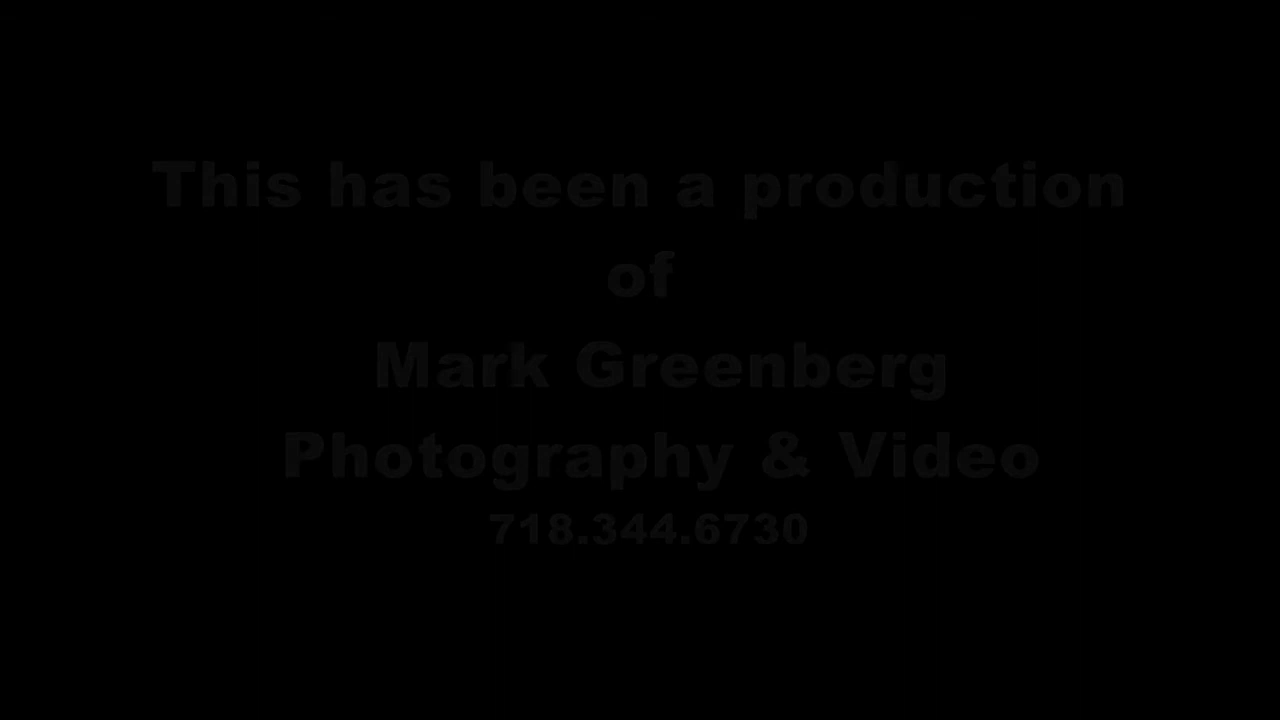 This has been a production
of
Mark Greenberg
Photography & Video
718.344.6730